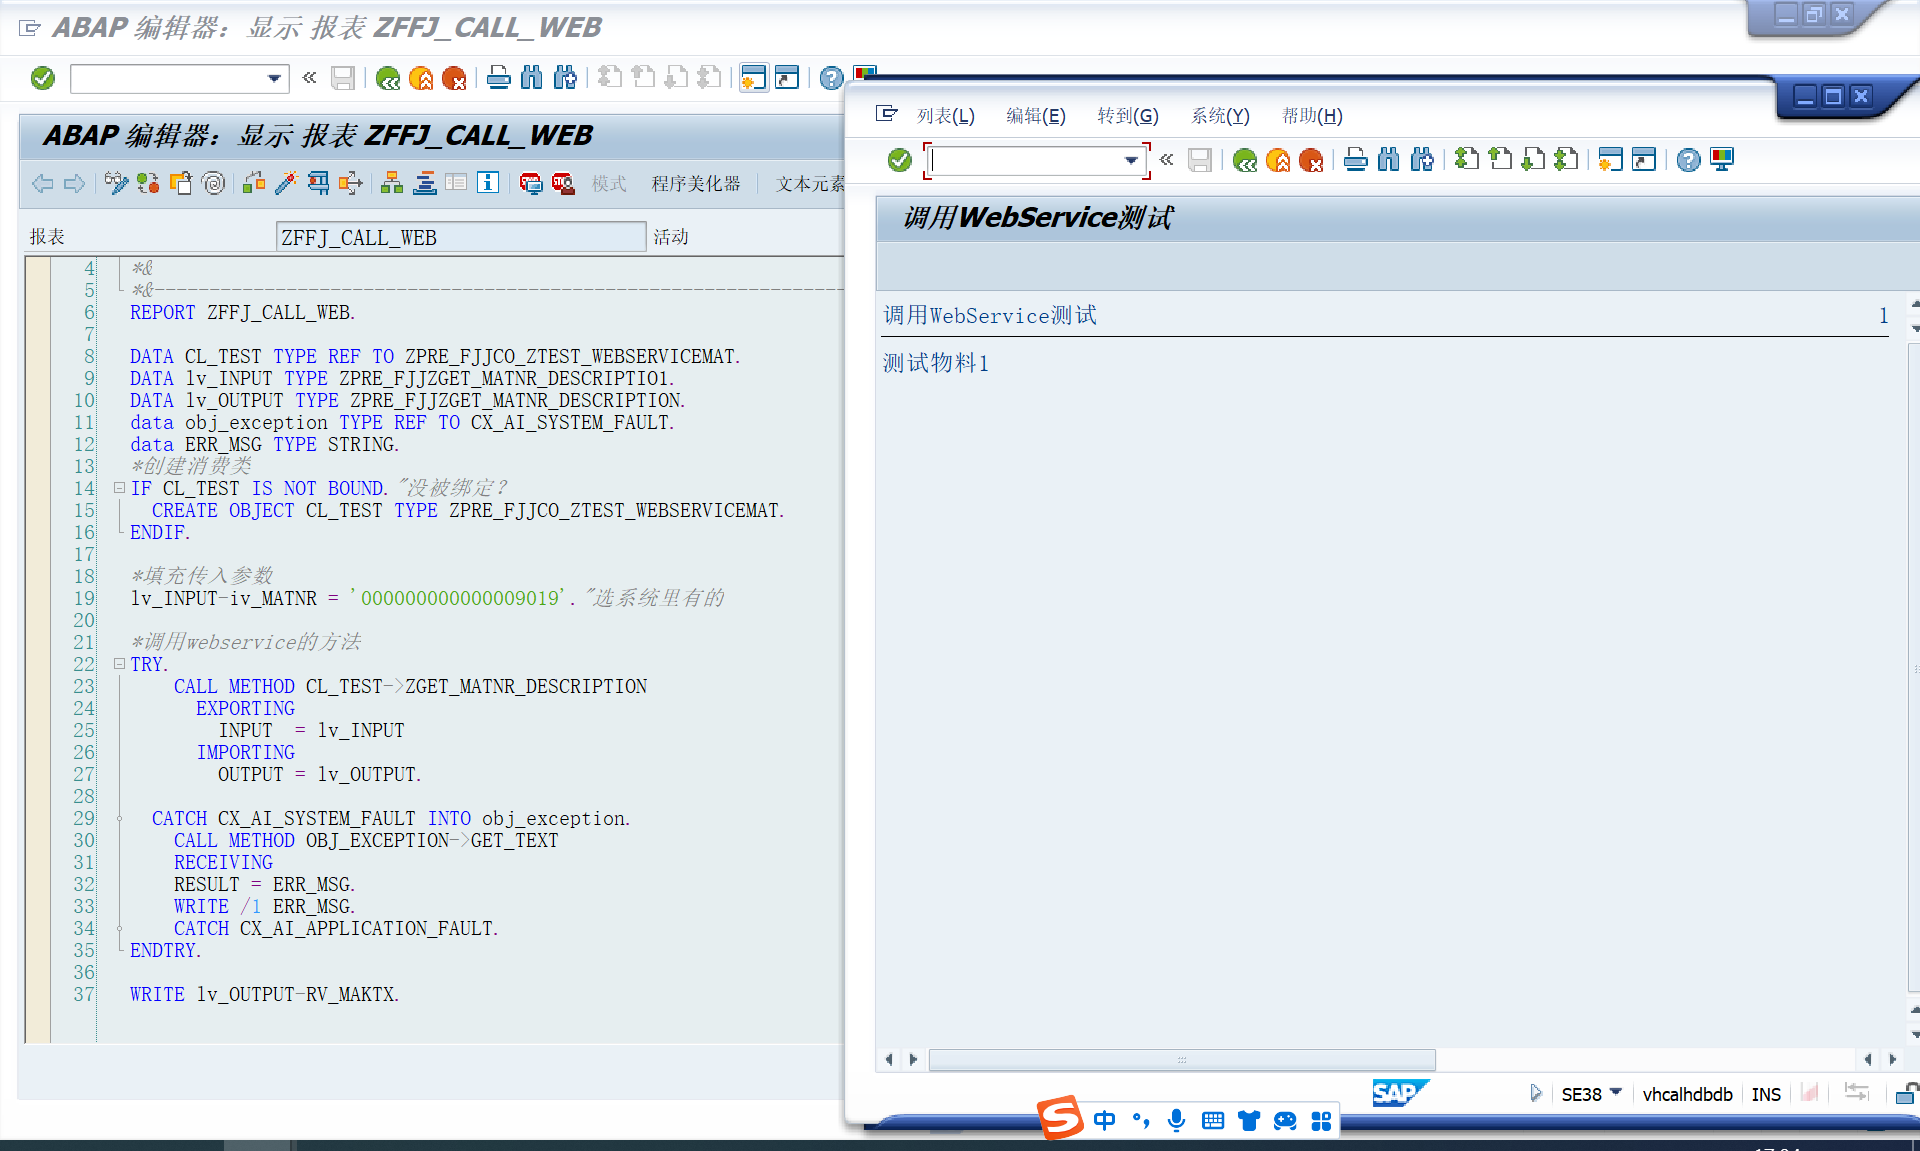 ABAP 编辑器：显示 报表 ZFFJ_CALL_WEB
ABAP 编辑器：显示 报表 ZFFJ_CALL_WEB
模式 程序美化器 文本元素
报表 ZFFJ_CALL_WEB 活动
4 *&
5 *&---------------------------------------------------------------------
6 REPORT ZFFJ_CALL_WEB.
7
8 DATA CL_TEST TYPE REF TO ZPRE_FJJCO_ZTEST_WEBSERVICEMAT.
9 DATA lv_INPUT TYPE ZPRE_FJJZGET_MATNR_DESCRIPTIO1.
10 DATA lv_OUTPUT TYPE ZPRE_FJJZGET_MATNR_DESCRIPTION.
11 data obj_exception TYPE REF TO CX_AI_SYSTEM_FAULT.
12 data ERR_MSG TYPE STRING.
13 *创建消费类
14 IF CL_TEST IS NOT BOUND. "没被绑定？
15 CREATE OBJECT CL_TEST TYPE ZPRE_FJJCO_ZTEST_WEBSERVICEMAT.
16 ENDIF.
17
18 *填充传入参数
19 lv_INPUT-iv_MATNR = '000000000000009019'. "选系统里有的
20
21 *调用webservice的方法
22 TRY.
23 CALL METHOD CL_TEST->ZGET_MATNR_DESCRIPTION
24 EXPORTING
25 INPUT  = lv_INPUT
26 IMPORTING
27 OUTPUT = lv_OUTPUT.
28
29 CATCH CX_AI_SYSTEM_FAULT INTO obj_exception.
30 CALL METHOD OBJ_EXCEPTION->GET_TEXT
31 RECEIVING
32 RESULT = ERR_MSG.
33 WRITE /1 ERR_MSG.
34 CATCH CX_AI_APPLICATION_FAULT.
35 ENDTRY.
36
37 WRITE lv_OUTPUT-RV_MAKTX.
列表(L) 编辑(E) 转到(G) 系统(Y) 帮助(H)
调用WebService测试
调用WebService测试 1
测试物料1
SAP SE38 vhcalhdbdb INS
中